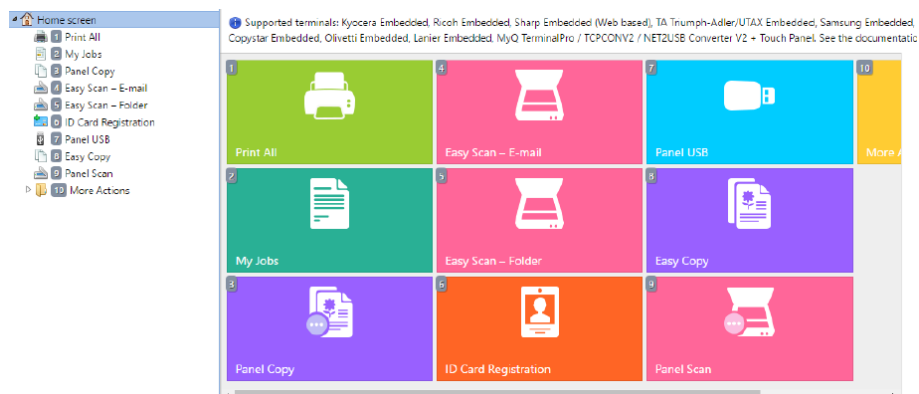 Home screen
1 Print All
2 My Jobs
3 Panel Copy
4 Easy Scan – E-mail
5 Easy Scan – Folder
6 ID Card Registration
7 Panel USB
8 Easy Copy
9 Panel Scan
10 More Actions
Supported terminals: Kyocera Embedded, Ricoh Embedded, Sharp Embedded (Web based), TA Triumph-Adler/UTAX Embedded, Samsung Embedded,
Copystar Embedded, Olivetti Embedded, Lanier Embedded, MyQ TerminalPro / TCPCONV2 / NET2USB Converter V2 + Touch Panel. See the documentatio
1 4 7 10
Print All Easy Scan – E-mail Panel USB More A
2 5 8
My Jobs Easy Scan – Folder Easy Copy
3 6 9
Panel Copy ID Card Registration Panel Scan